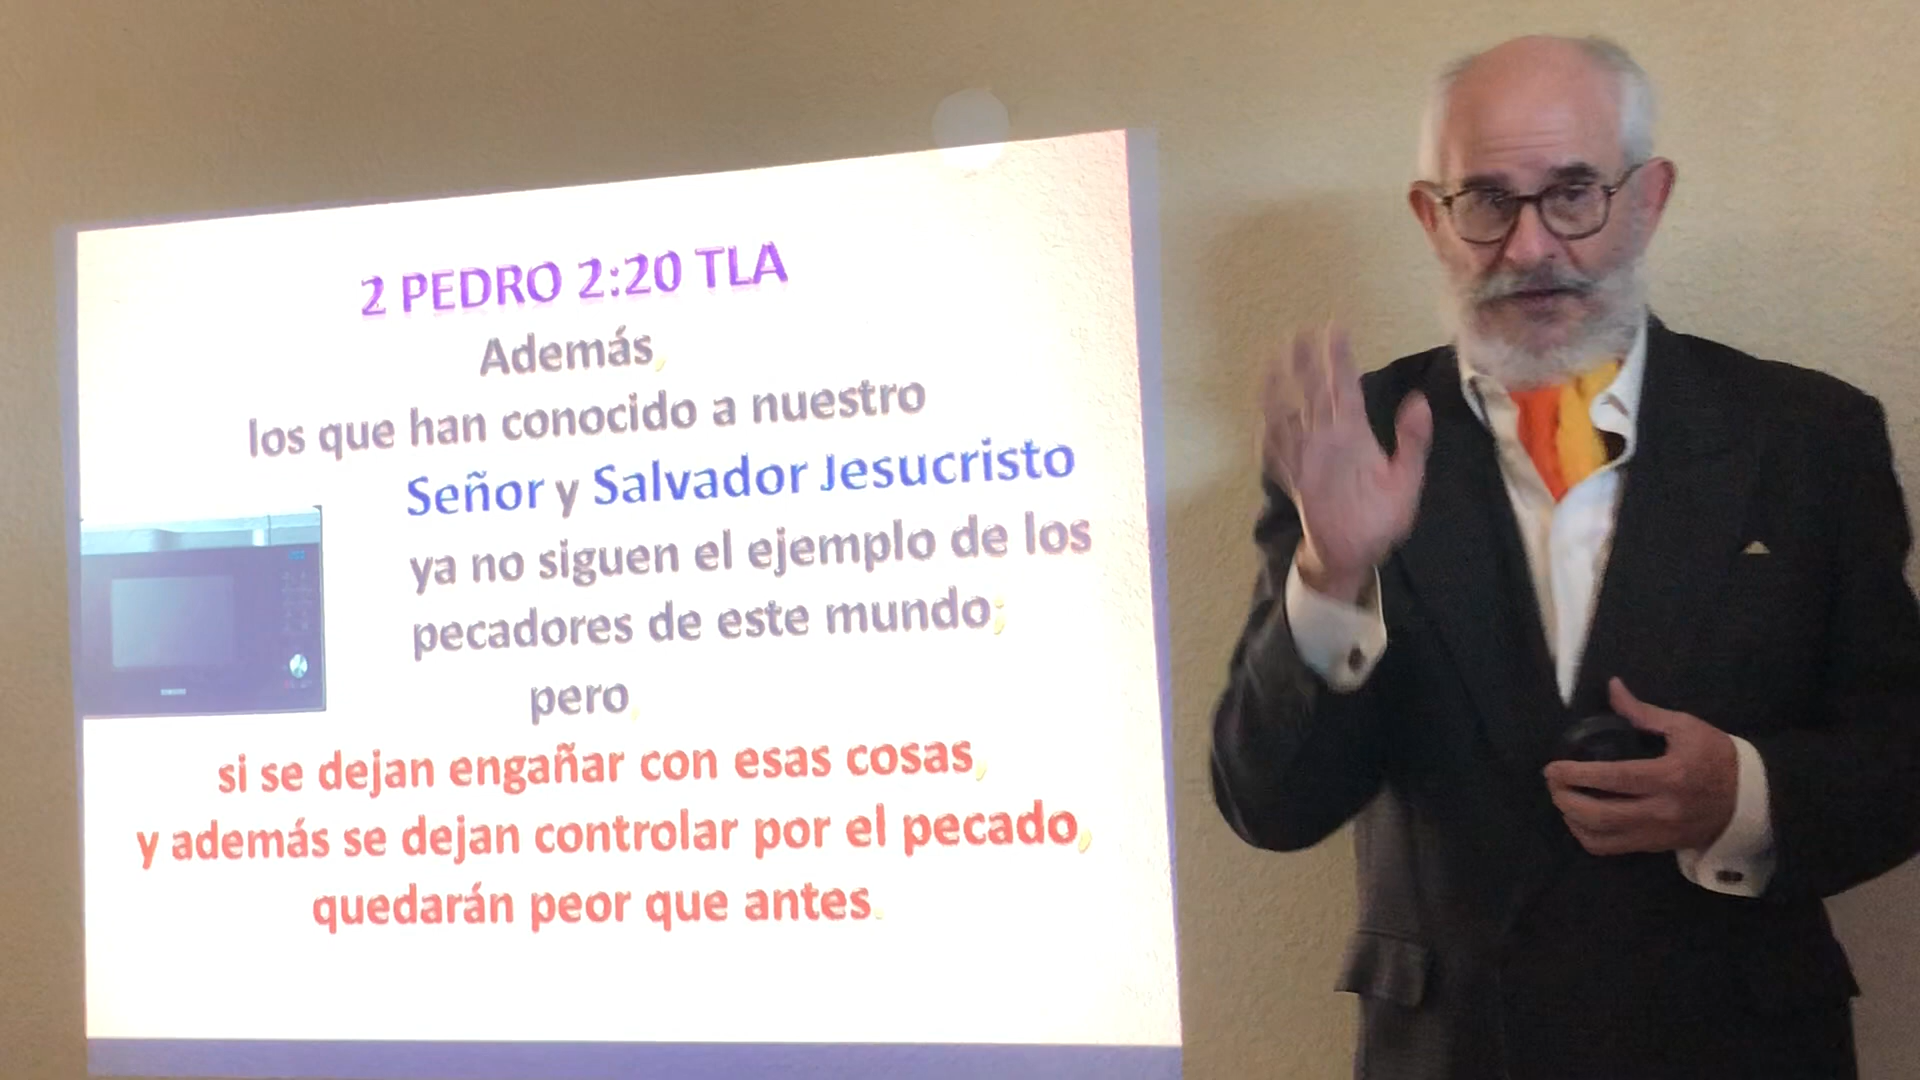 2 PEDRO 2:20 TLA
Además,
los que han conocido a nuestro
Señor y Salvador Jesucristo
ya no siguen el ejemplo de los
pecadores de este mundo;
pero,
si se dejan engañar con esas cosas,
y además se dejan controlar por el pecado,
quedarán peor que antes.